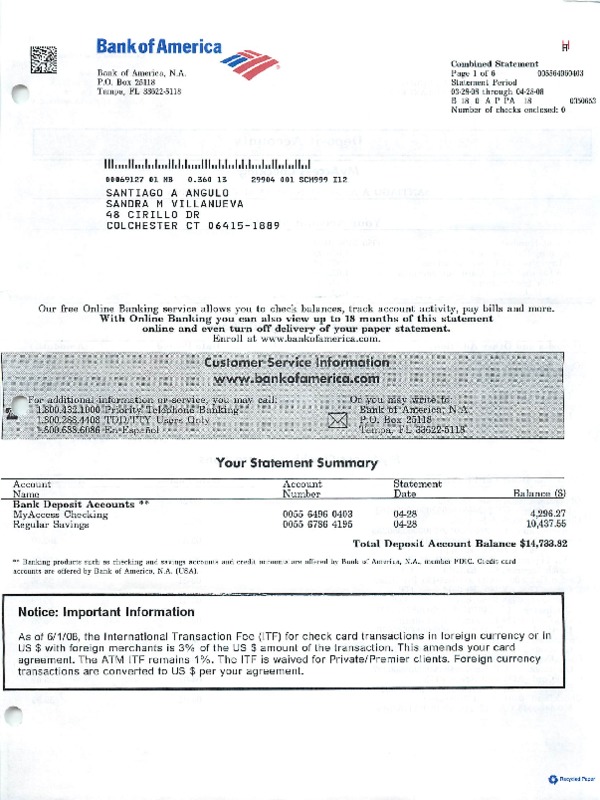 Bank of America
H
Bank of America, N.A.
P.O. Box 25118
Tampa, FL 33622-5118
Combined Statement
Page 1 of 6 005564960403
Statement Period
03-28-08 through 04-28-08
B 18 0 A P PA 18 0350653
Number of checks enclosed: 0
00069127 01 MB 0.360 13 29904 001 SCM999 I12
SANTIAGO A ANGULO
SANDRA M VILLANUEVA
48 CIRILLO DR
COLCHESTER CT 06415-1889
Our free Online Banking service allows you to check balances, track account activity, pay bills and more.
With Online Banking you can also view up to 18 months of this statement
online and even turn off delivery of your paper statement.
Enroll at www.bankofamerica.com.
Customer Service Information
www.bankofamerica.com
For additional information or service, you may call: Or you may write to:
1.800.432.1000 Priority Telephone Banking Bank of America, N.A.
1.800.288.4408 TDD/TTY Users Only P.O. Box 25118
1.800.688.6086 En Español Tampa, FL 33622-5118
Your Statement Summary
Account Account Statement
Name Number Date Balance ($)
Bank Deposit Accounts **
MyAccess Checking 0055 6496 0403 04-28 4,296.27
Regular Savings 0055 6786 4195 04-28 10,437.55
Total Deposit Account Balance $14,733.82
** Banking products such as checking and savings accounts and credit accounts are offered by Bank of America, N.A., member FDIC. Credit card
accounts are offered by Bank of America, N.A. (USA).
Notice: Important Information
As of 6/1/08, the International Transaction Fee (ITF) for check card transactions in foreign currency or in
US $ with foreign merchants is 3% of the US $ amount of the transaction. This amends your card
agreement. The ATM ITF remains 1%. The ITF is waived for Private/Premier clients. Foreign currency
transactions are converted to US $ per your agreement.
Recycled Paper